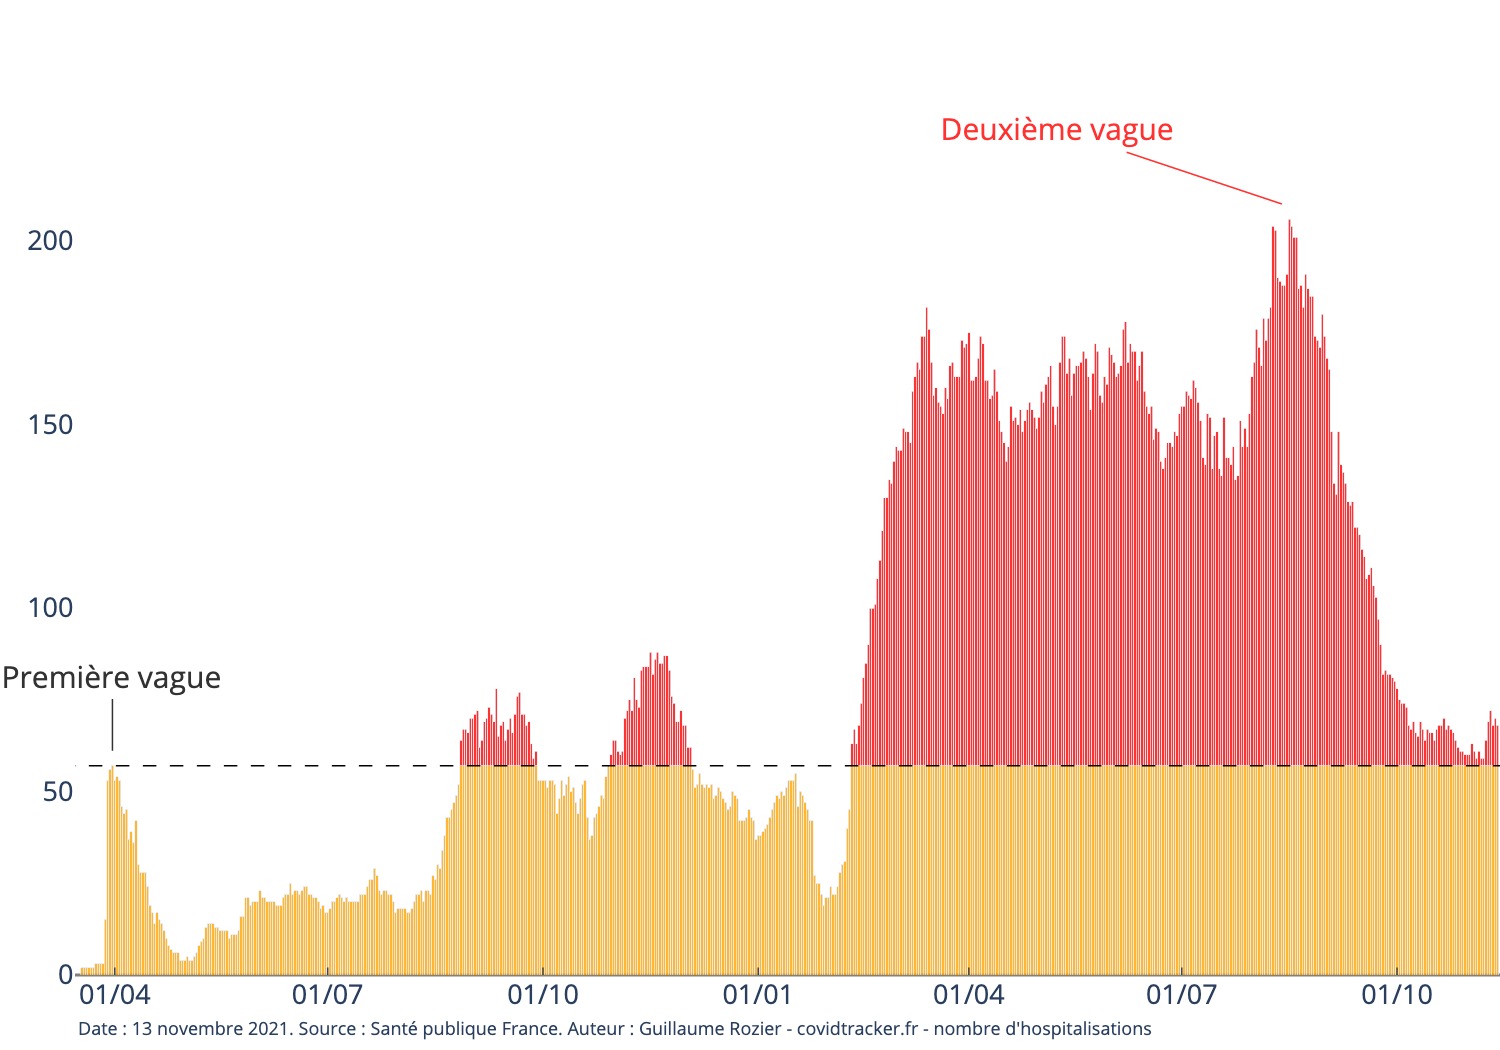 Deuxième vague
200
150
100
Première vague
50
0
01/04 01/07 01/10 01/01 01/04 01/07 01/10
Date : 13 novembre 2021. Source : Santé publique France. Auteur : Guillaume Rozier - covidtracker.fr - nombre d'hospitalisations